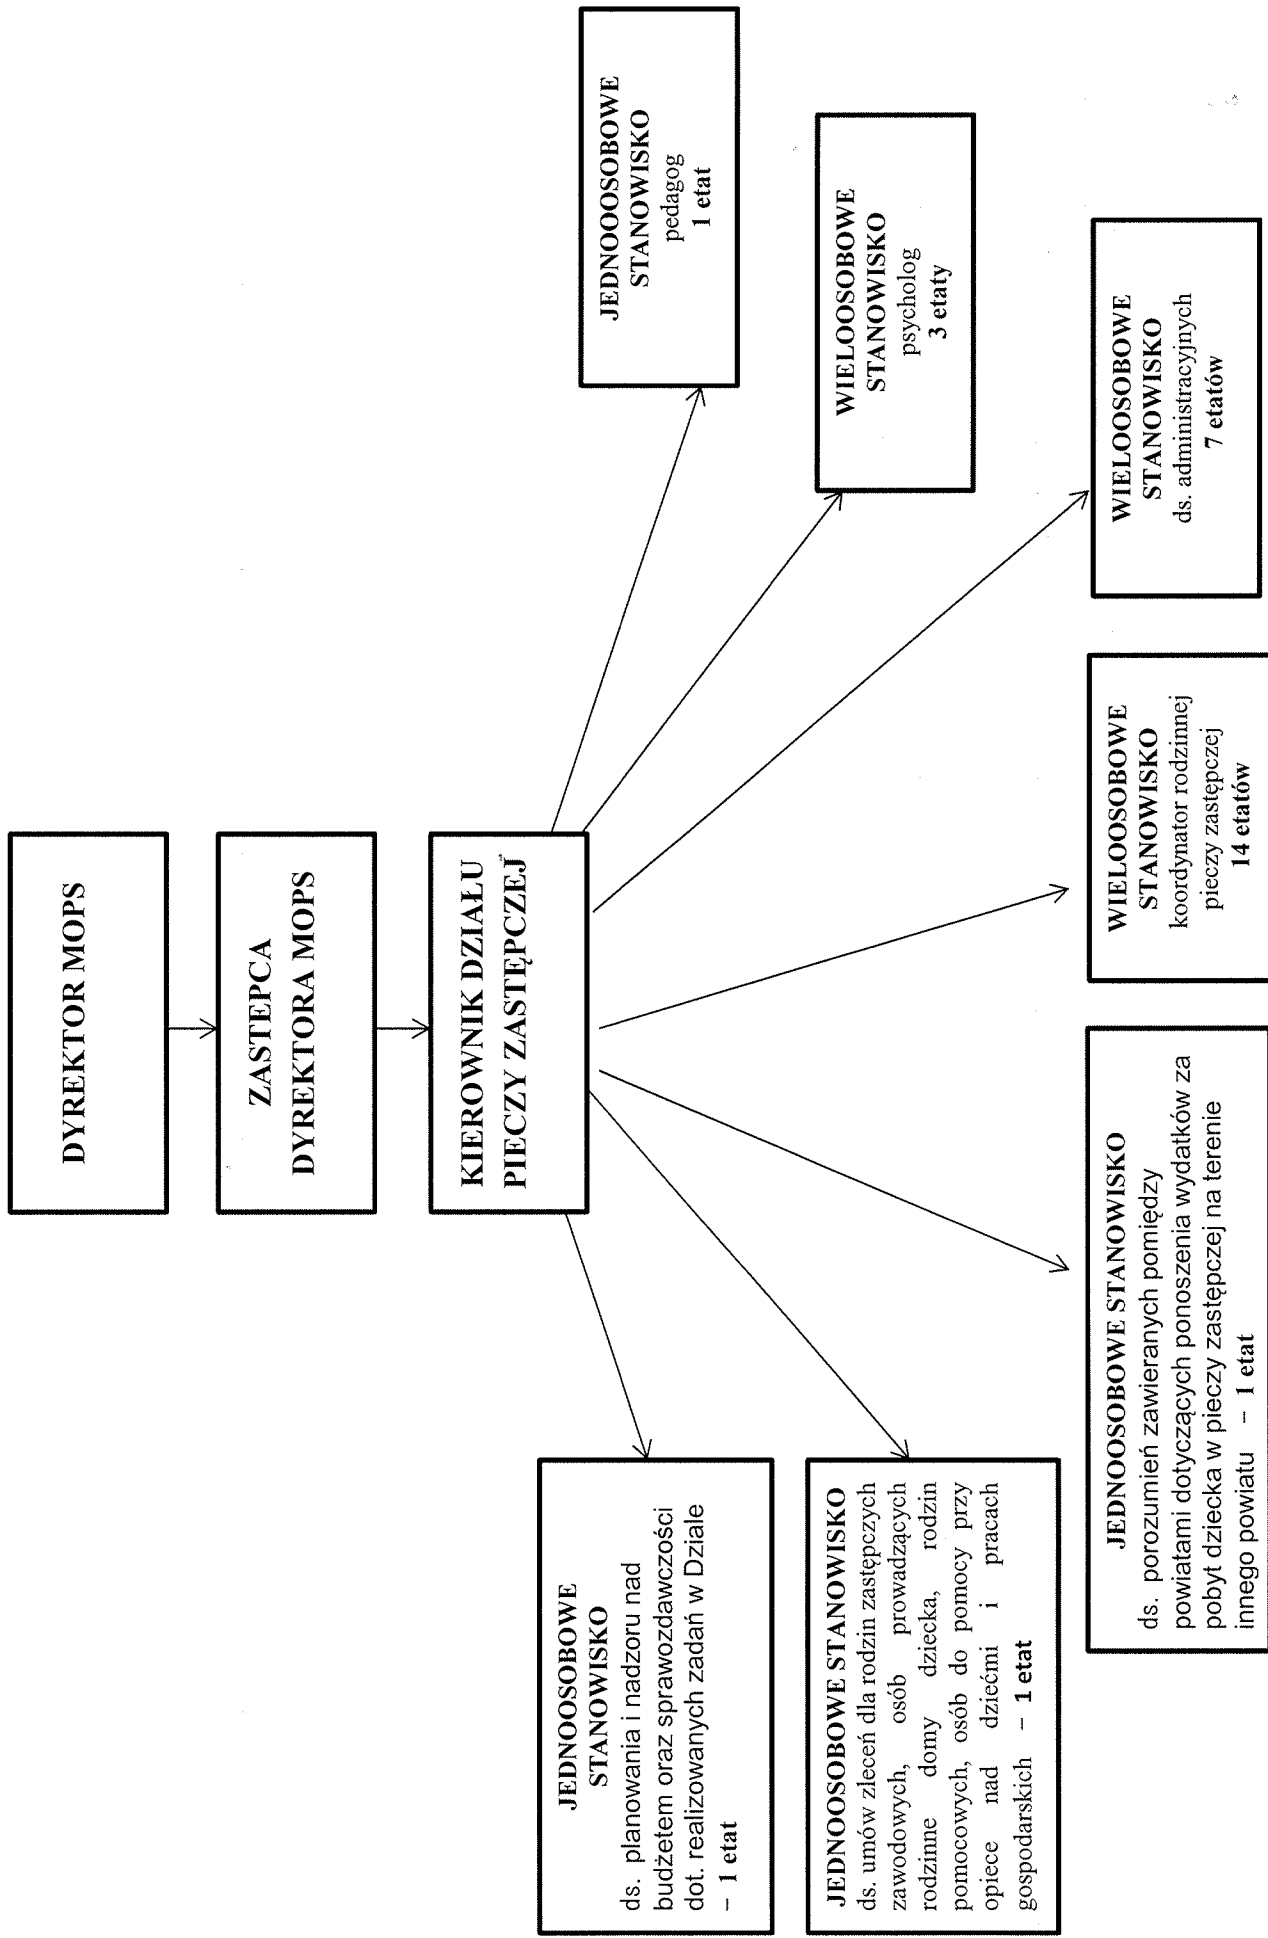 DYREKTOR MOPS
ZASTEPCA
DYREKTORA MOPS
KIEROWNIK DZIAŁU
PIECZY ZASTĘPCZEJ
JEDNOOSOBOWE
STANOWISKO
ds. planowania i nadzoru nad
budżetem oraz sprawozdawczości
dot. realizowanych zadań w Dziale
– 1 etat
JEDNOOSOBOWE STANOWISKO
ds. umów zleceń dla rodzin zastępczych
zawodowych, osób prowadzących
rodzinne domy dziecka, rodzin
pomocowych, osób do pomocy przy
opiece nad dziećmi i pracach
gospodarskich – 1 etat
JEDNOOSOBOWE STANOWISKO
ds. porozumień zawieranych pomiędzy
powiatami dotyczących ponoszenia wydatków za
pobyt dziecka w pieczy zastępczej na terenie
innego powiatu – 1 etat
WIELOOSOBOWE
STANOWISKO
koordynator rodzinnej
pieczy zastępczej
14 etatów
WIELOOSOBOWE
STANOWISKO
ds. administracyjnych
7 etatów
WIELOOSOBOWE
STANOWISKO
psycholog
3 etaty
JEDNOOOSOBOWE
STANOWISKO
pedagog
1 etat